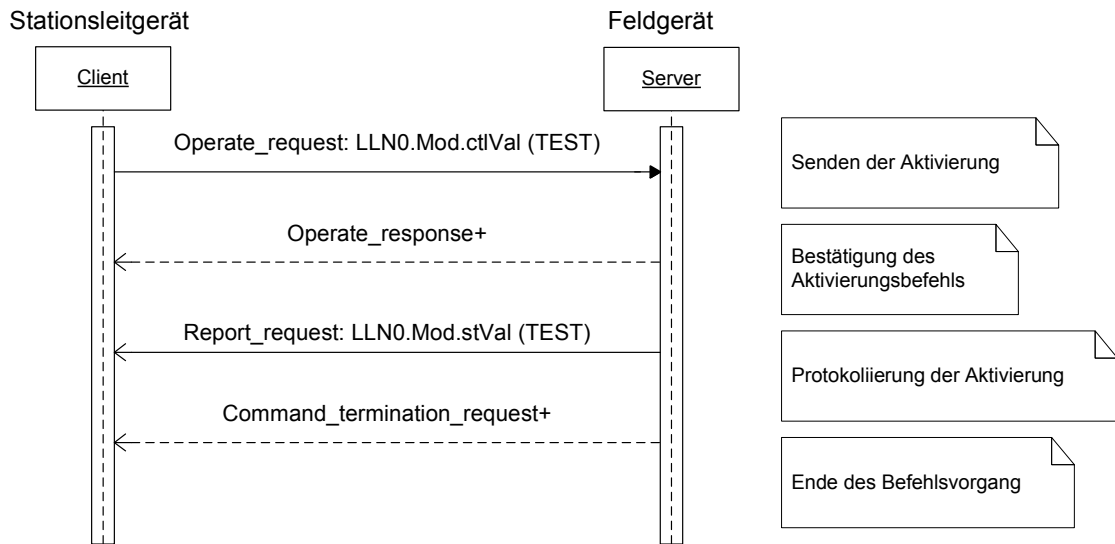 Stationsleitgerät
Feldgerät
Client
Server
Operate_request: LLN0.Mod.ctlVal (TEST)
Senden der Aktivierung
Operate_response+
Bestätigung des
Aktivierungsbefehls
Report_request: LLN0.Mod.stVal (TEST)
Protokoliierung der Aktivierung
Command_termination_request+
Ende des Befehlsvorgang